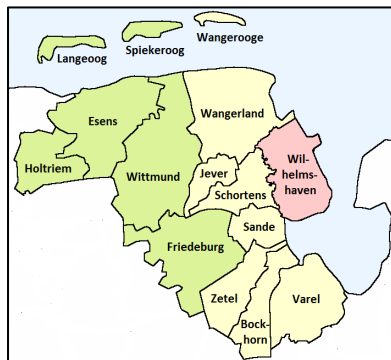 Wangerooge
Spiekeroog
Langeoog
Wangerland
Esens
Wil-
helms-
haven
Holtriem
Wittmund
Jever
Schortens
Sande
Friedeburg
Zetel
Varel
Bock-
horn